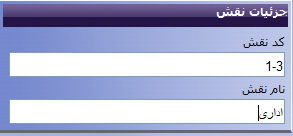 جزئیات نقش
کد نقش
1-3
نام نقش
اداری